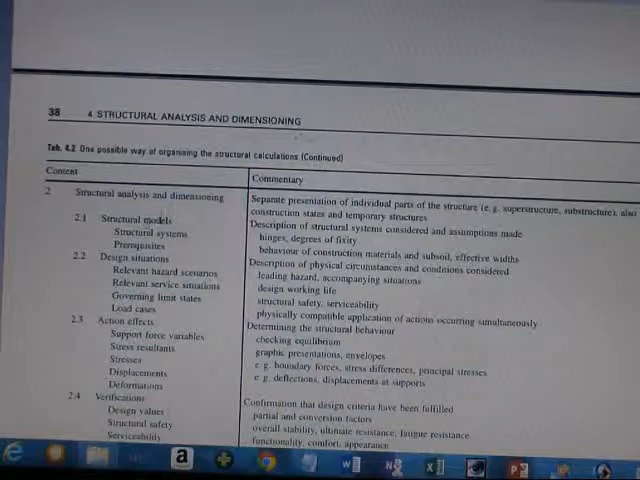 38 4 STRUCTURAL ANALYSIS AND DIMENSIONING
Tab. 4.2 One possible way of organising the structural calculations (Continued)
Content Commentary
2 Structural analysis and dimensioning Separate presentation of individual parts of the structure (e. g. superstructure, substructure), also
construction states and temporary structures
2.1 Structural models Description of structural systems considered and assumptions made
Structural systems hinges, degrees of fixity
Prerequisites behaviour of construction materials and subsoil, effective widths
2.2 Design situations Description of physical circumstances and conditions considered
Relevant hazard scenarios leading hazard, accompanying situations
Relevant service situations design working life
Governing limit states structural safety, serviceability
Load cases physically compatible application of actions occurring simultaneously
2.3 Action effects Determining the structural behaviour
Support force variables checking equilibrium
Stress resultants graphic presentations, envelopes
Stresses e. g. boundary forces, stress differences, principal stresses
Displacements e. g. deflections, displacements at supports
Deformations
2.4 Verifications Confirmation that design criteria have been fulfilled
Design values partial and conversion factors
Structural safety overall stability, ultimate resistance, fatigue resistance
Serviceability functionality, comfort, appearance